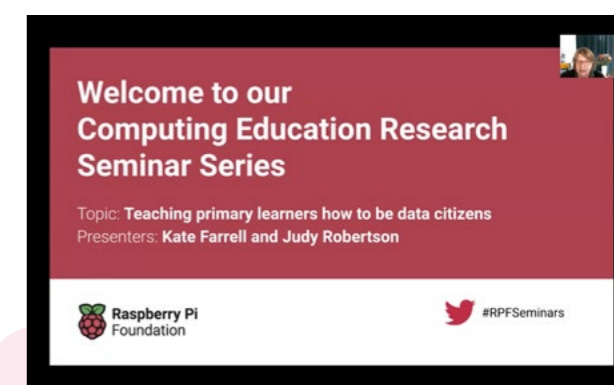 Welcome to our
Computing Education Research
Seminar Series
Topic: Teaching primary learners how to be data citizens
Presenters: Kate Farrell and Judy Robertson
Raspberry Pi
Foundation
#RPFSeminars